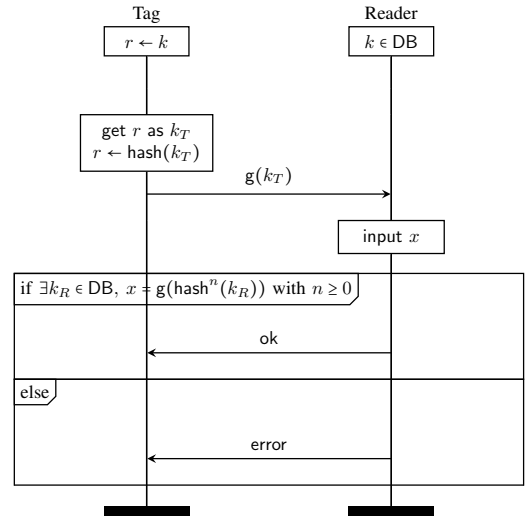 Tag Reader
r ← k k ∈ DB
get r as k_T
r ← hash(k_T)
g(k_T)
input x
if ∃k_R ∈ DB, x = g(hash^n(k_R)) with n ≥ 0
ok
else
error